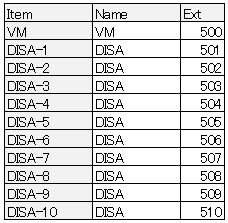 Item Name Ext
VM VM 500
DISA-1 DISA 501
DISA-2 DISA 502
DISA-3 DISA 503
DISA-4 DISA 504
DISA-5 DISA 505
DISA-6 DISA 506
DISA-7 DISA 507
DISA-8 DISA 508
DISA-9 DISA 509
DISA-10 DISA 510